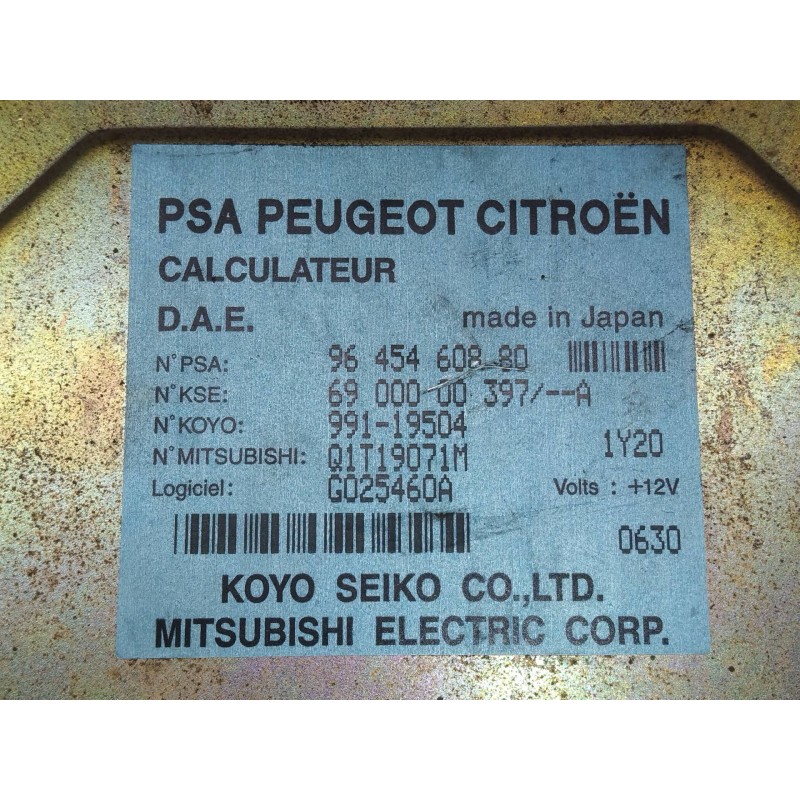 PSA PEUGEOT CITROËN
CALCULATEUR
D.A.E. made in Japan
N°PSA: 96 454 608 80
N°KSE: 69 000 00 397/--A
N°KOYO: 991-19504
1Y20
N°MITSUBISHI: Q1T19071M
Logiciel: G025460A Volts : +12V
0630
KOYO SEIKO CO.,LTD.
MITSUBISHI ELECTRIC CORP.